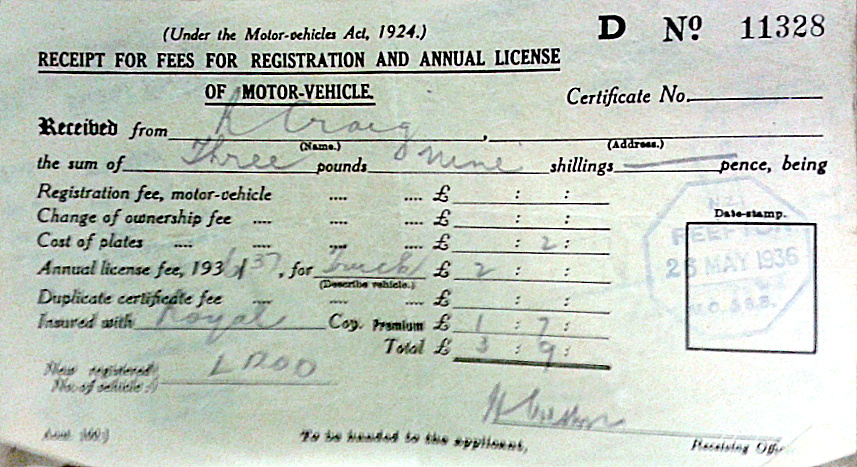 (Under the Motor-vehicles Act, 1924.) D Nº 11328
RECEIPT FOR FEES FOR REGISTRATION AND ANNUAL LICENSE
OF MOTOR-VEHICLE.
Certificate No.
Received from R Craig,
(Name.) (Address.)
the sum of Three pounds nine shillings — pence, being
Registration fee, motor-vehicle .... .... £ : :
Change of ownership fee .... .... .... £ : :
Cost of plates .... .... .... .... £ : 2 :
Annual license fee, 1936/37, for truck £ 2 : :
(Describe vehicle.)
Duplicate certificate fee .... .... .... £ : :
Insured with Royal Coy. Premium £ 1 : 7 :
Total £ 3 : 9 :
Date-stamp.
N.Z.
REEFTON
26 MAY 1936
M.O. & S.B.
New registered
No. of vehicle
To be handed to the applicant.
Receiving Officer